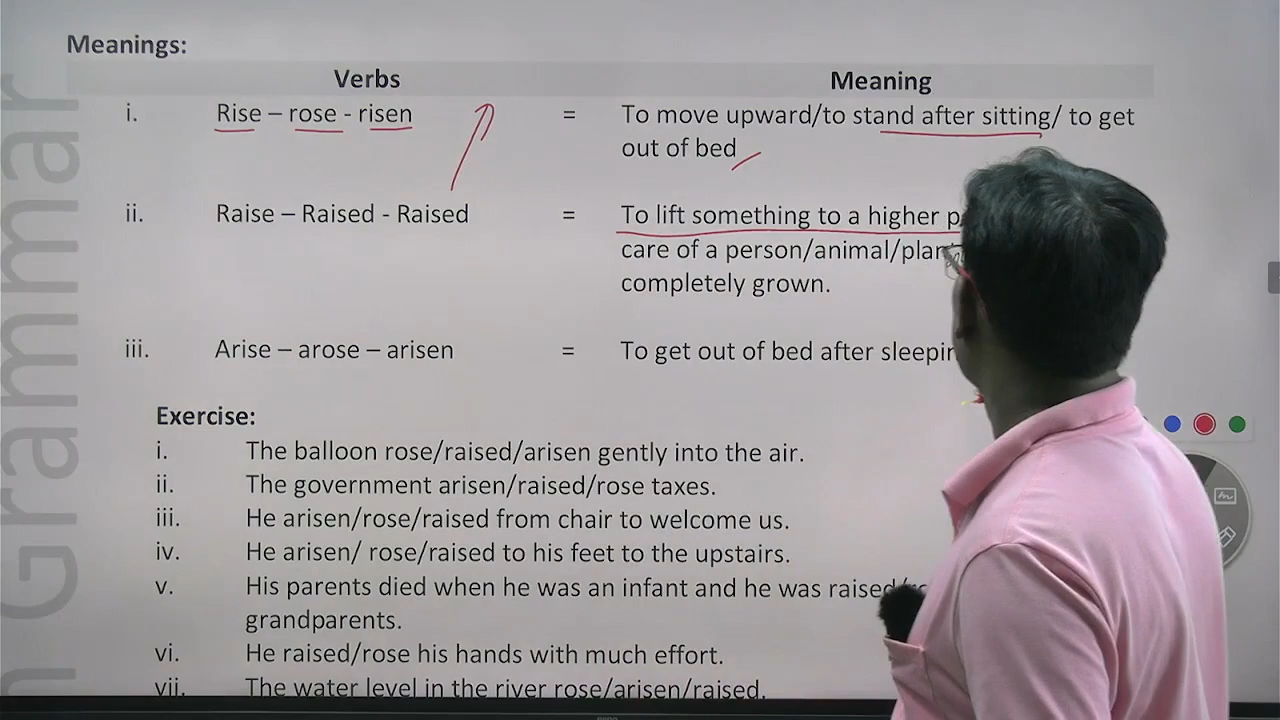 Meanings:
Verbs Meaning
i. Rise – rose - risen = To move upward/to stand after sitting/ to get
out of bed
ii. Raise – Raised - Raised = To lift something to a higher
care of a person/animal/
completely grown.
iii. Arise – arose – arisen = To get out of bed after
Exercise:
i. The balloon rose/raised/arisen gently into the air.
ii. The government arisen/raised/rose taxes.
iii. He arisen/rose/raised from chair to welcome us.
iv. He arisen/ rose/raised to his feet to the upstairs.
v. His parents died when he was an infant and he was raised/
grandparents.
vi. He raised/rose his hands with much effort.
vii. The water level in the river rose/arisen/raised.
Grammar